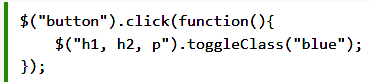 $("button").click(function(){
    $("h1, h2, p").toggleClass("blue");
});